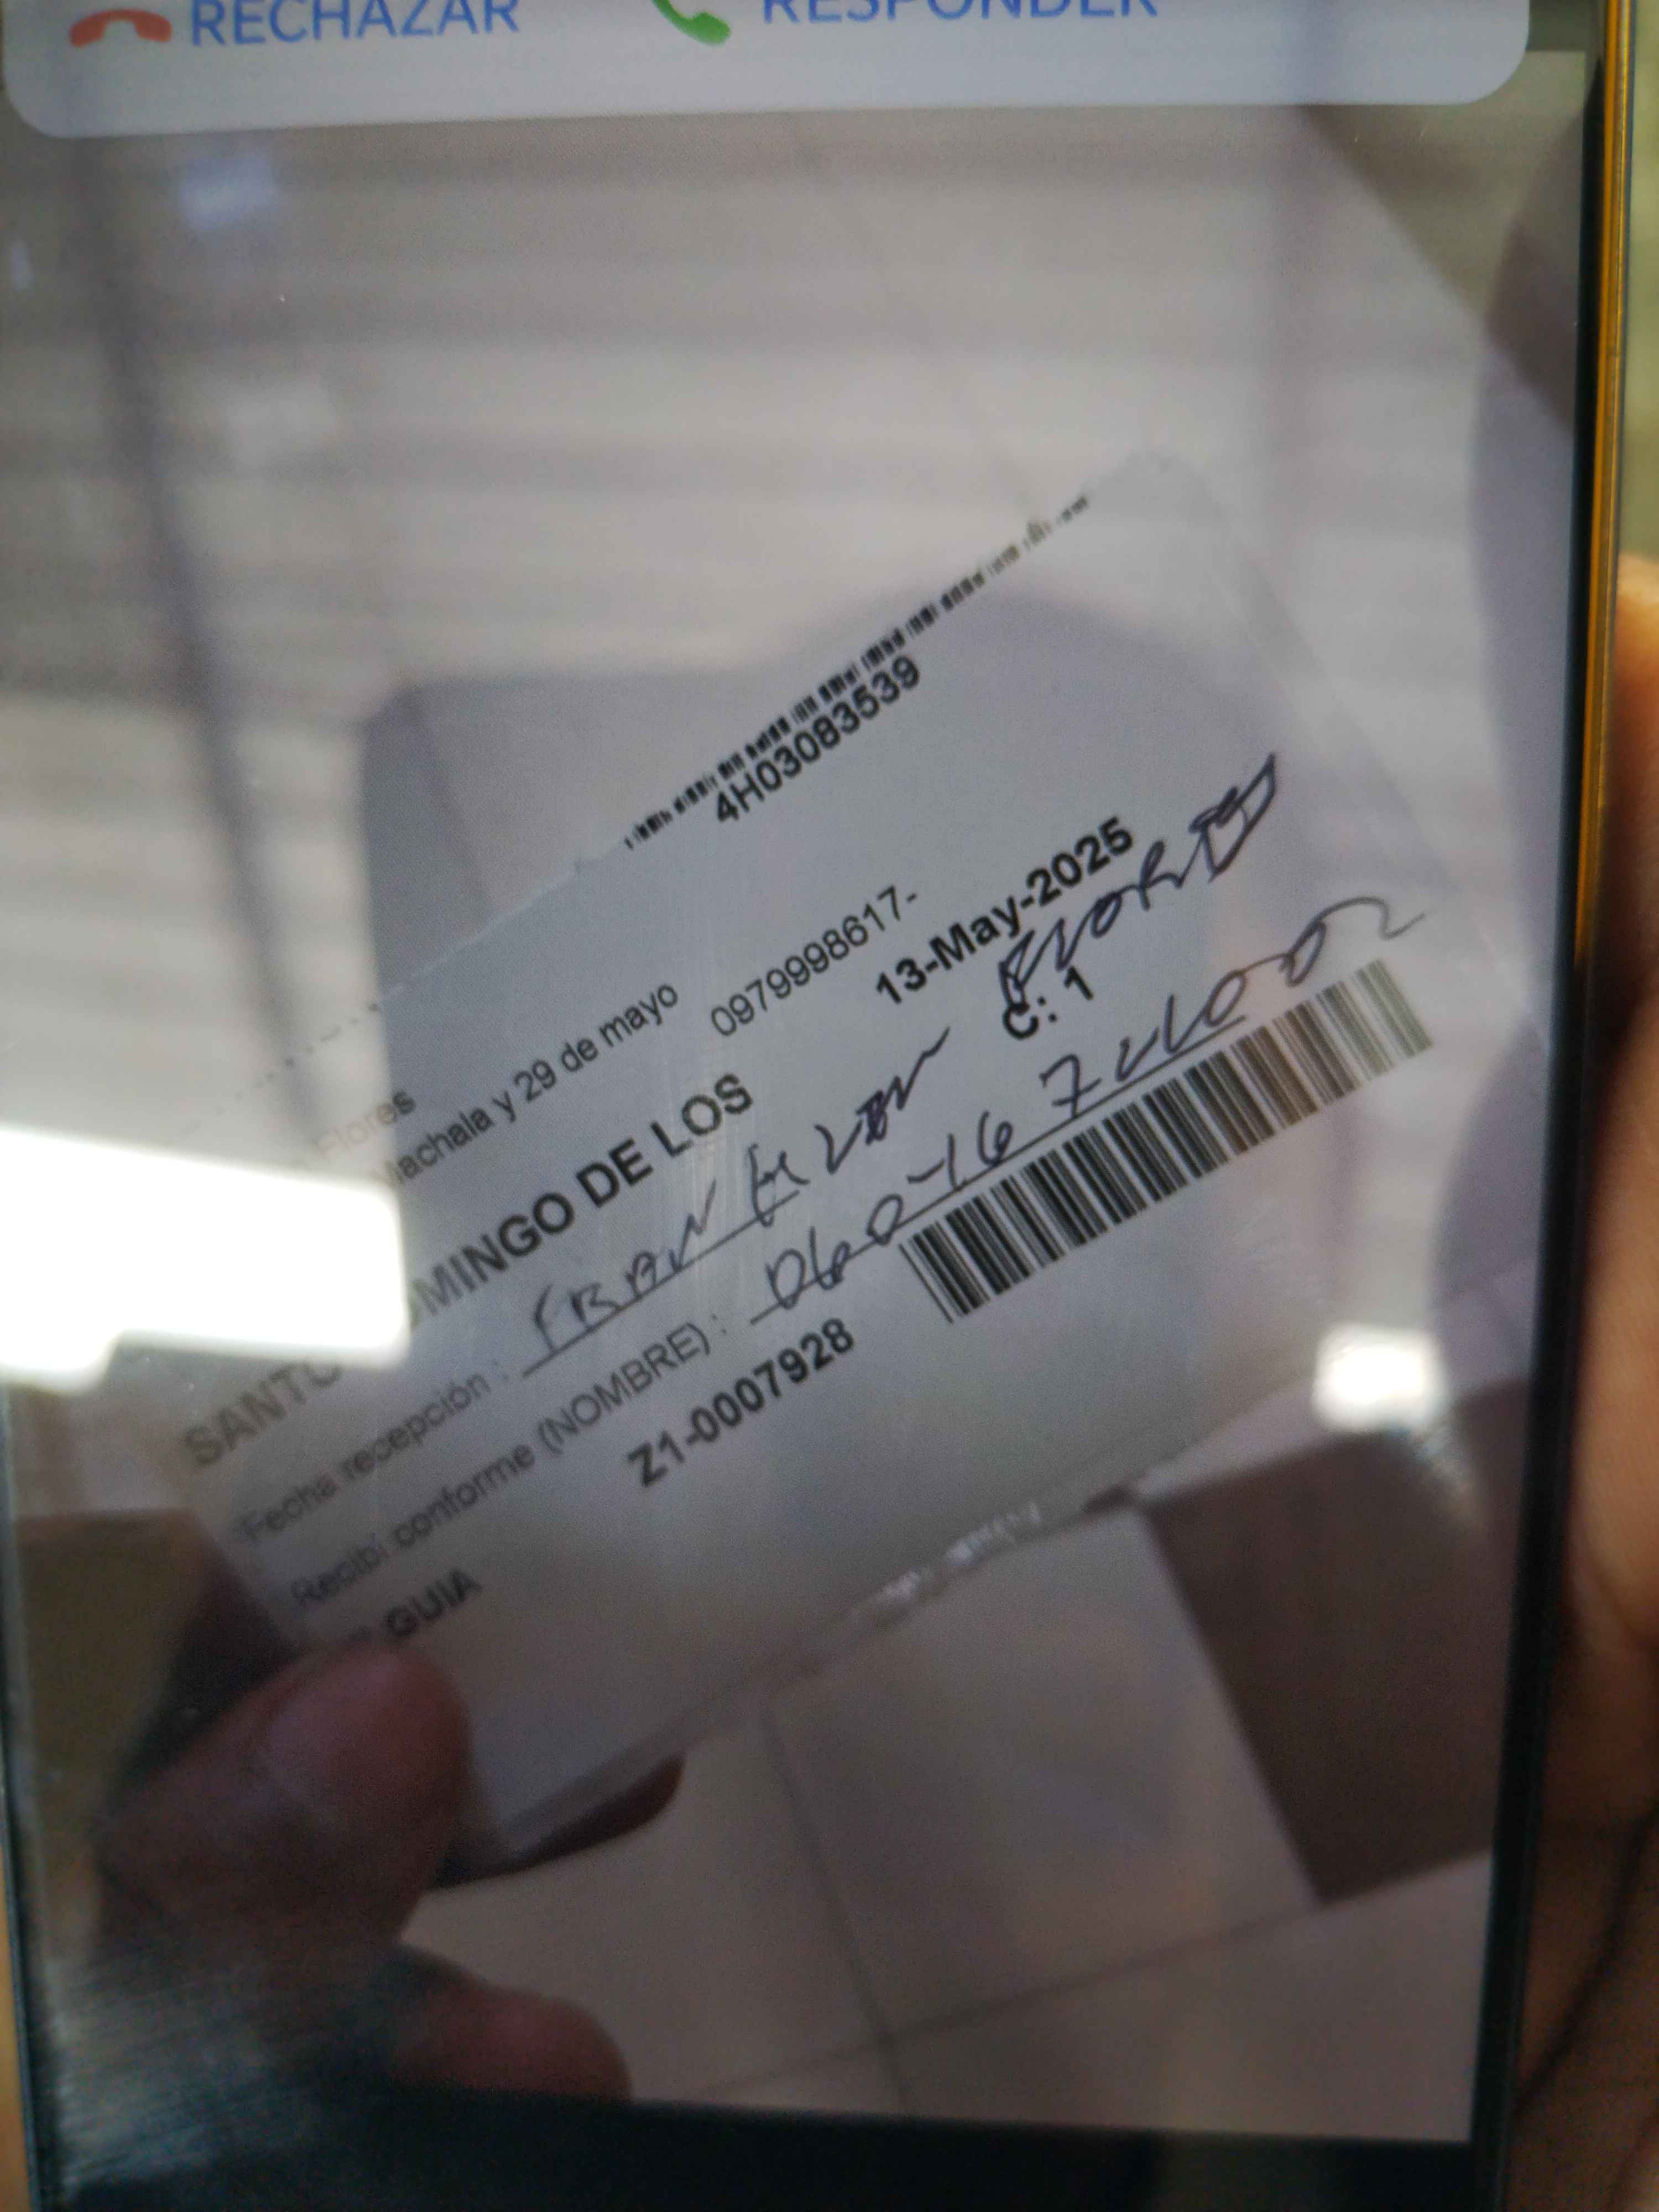 RECHAZAR RESPONDER
4H03083539
Flores
Machala y 29 de mayo 0979998617-
SANTO DOMINGO DE LOS 13-May-2025
Fecha recepción : C: 1
Recibí conforme (NOMBRE) :
GUIA Z1-0007928